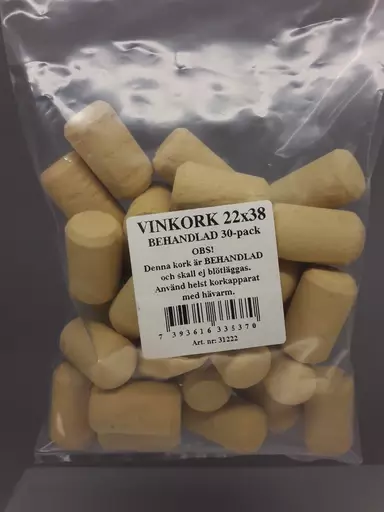 VINKORK 22x38
BEHANDLAD 30-pack
OBS!
Denna kork är BEHANDLAD
och skall ej blötläggas.
Använd helst korkapparat
med hävarm.
7 393616 335370
Art. nr: 31222